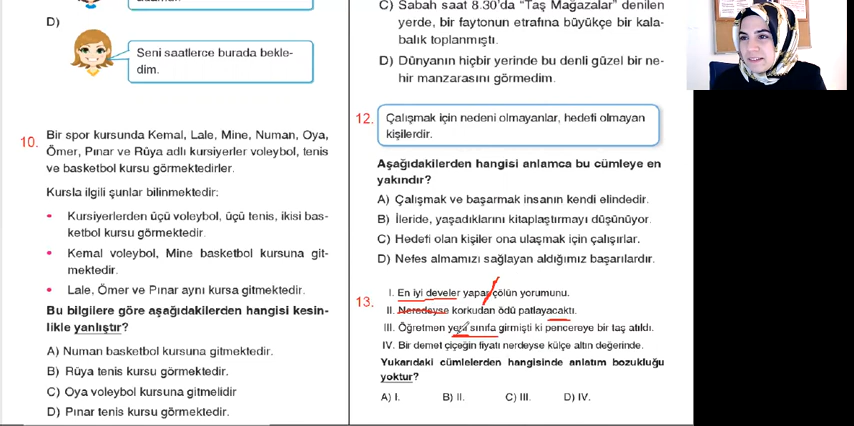 D)
Seni saatlerce burada bekle-
dim.
10.
Bir spor kursunda Kemal, Lale, Mine, Numan, Oya,
Ömer, Pınar ve Rüya adlı kursiyerler voleybol, tenis
ve basketbol kursu görmektedirler.
Kursla ilgili şunlar bilinmektedir:
• Kursiyerlerden üçü voleybol, üçü tenis, ikisi bas-
ketbol kursu görmektedir.
• Kemal voleybol, Mine basketbol kursuna git-
mektedir.
• Lale, Ömer ve Pınar aynı kursa gitmektedir.
Bu bilgilere göre aşağıdakilerden hangisi kesin-
likle yanlıştır?
A) Numan basketbol kursuna gitmektedir.
B) Rüya tenis kursu görmektedir.
C) Oya voleybol kursuna gitmelidir
D) Pınar tenis kursu görmektedir.
C) Sabah saat 8.30'da "Taş Mağazalar" denilen
yerde, bir faytonun etrafına büyükçe bir kala-
balık toplanmıştı.
D) Dünyanın hiçbir yerinde bu denli güzel bir ne-
hir manzarasını görmedim.
12.
Çalışmak için nedeni olmayanlar, hedefi olmayan
kişilerdir.
Aşağıdakilerden hangisi anlamca bu cümleye en
yakındır?
A) Çalışmak ve başarmak insanın kendi elindedir.
B) İleride, yaşadıklarını kitaplaştırmayı düşünüyor.
C) Hedefi olan kişiler ona ulaşmak için çalışırlar.
D) Nefes almamızı sağlayan aldığımız başarılardır.
13.
I. En iyi develer yapar çölün yorumunu.
II. Neredeyse korkudan ödü patlayacaktı.
III. Öğretmen yeni sınıfa girmişti ki pencereye bir taş atıldı.
IV. Bir demet çiçeğin fiyatı nerdeyse külçe altın değerinde.
Yukarıdaki cümlelerden hangisinde anlatım bozukluğu
yoktur?
A) I. B) II. C) III. D) IV.